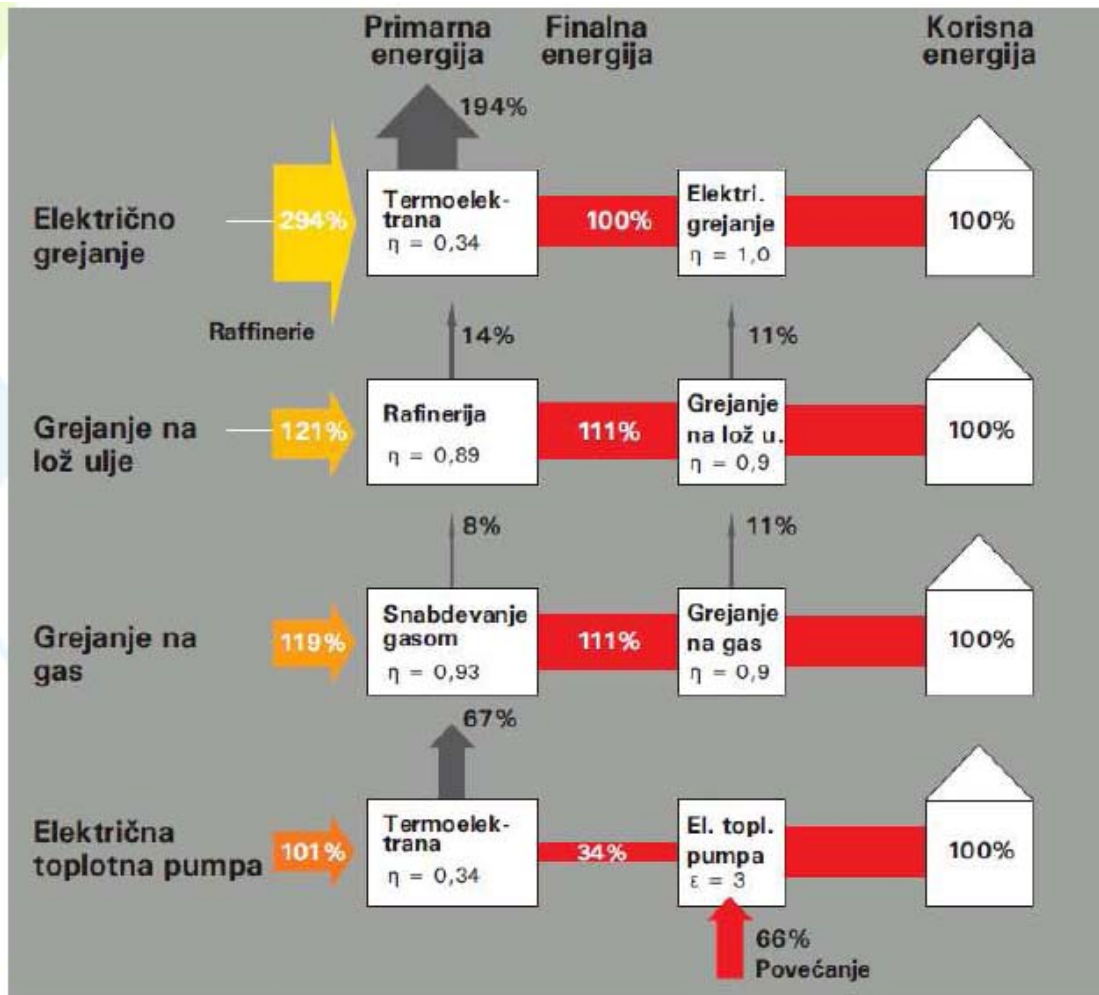 Primarna
energija
Finalna
energija
Korisna
energija
194%
Električno
grejanje
294%
Termoelek-
trana
η = 0,34
100%
Elektri.
grejanje
η = 1,0
100%
Raffinerie
14%
11%
Grejanje na
lož ulje
121%
Rafinerija
η = 0,89
111%
Grejanje
na lož u.
η = 0,9
100%
8%
11%
Grejanje na
gas
119%
Snabdevanje
gasom
η = 0,93
111%
Grejanje
na gas
η = 0,9
100%
67%
Električna
toplotna pumpa
101%
Termoelek-
trana
η = 0,34
34%
El. topl.
pumpa
ε = 3
100%
66%
Povećanje